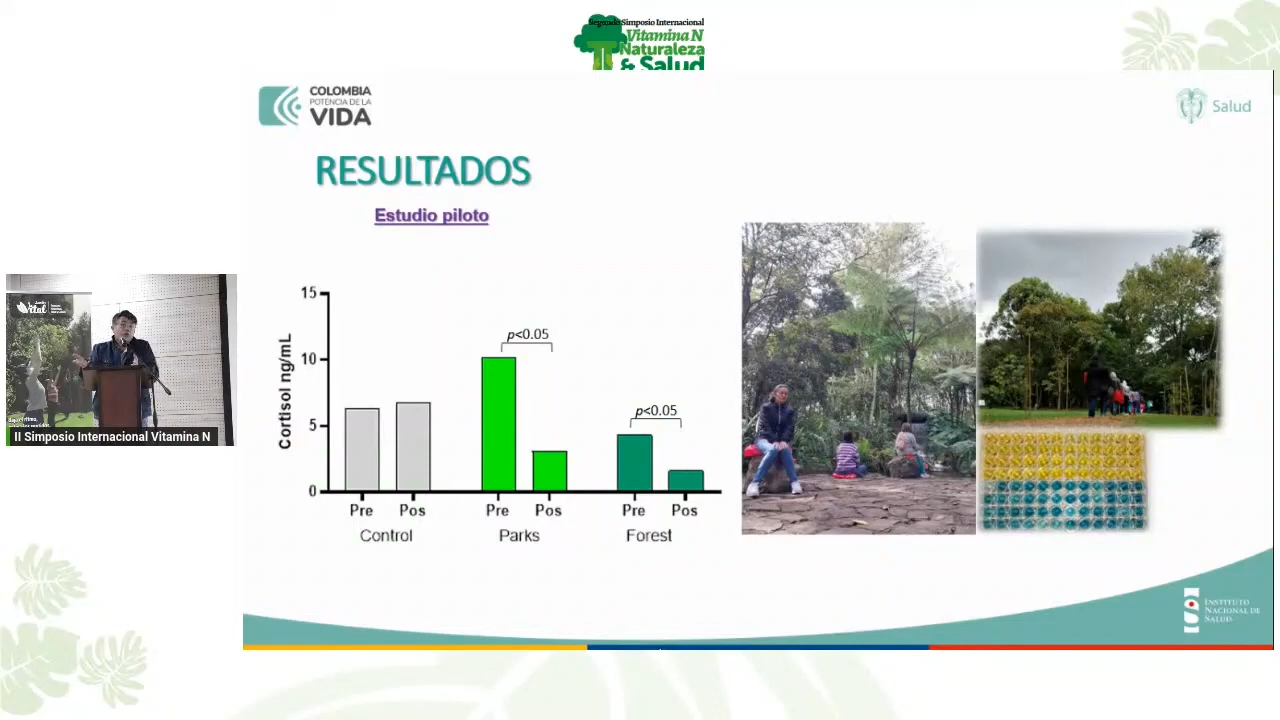 Segundo Simposio Internacional
Vitamina N
Naturaleza
& Salud
COLOMBIA
POTENCIA DE LA
VIDA
Salud
RESULTADOS
Estudio piloto
15
10
5
0
Cortisol ng/mL
p<0.05
p<0.05
Pre
Pos
Pre
Pos
Pre
Pos
Control
Parks
Forest
Vital
II Simposio Internacional Vitamina N
INSTITUTO
NACIONAL DE
SALUD